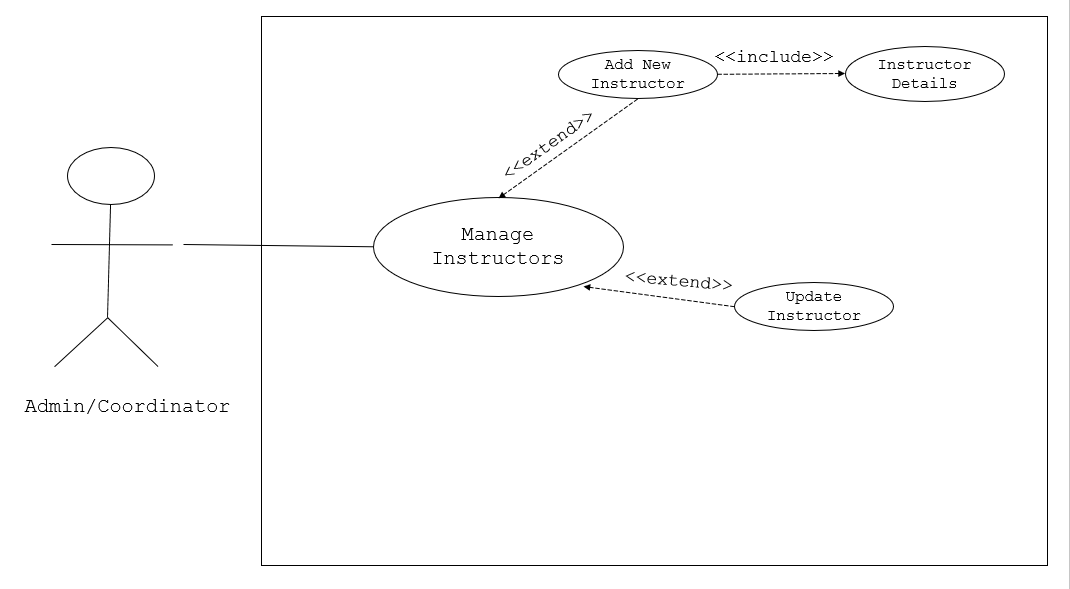 Add New
Instructor
<<include>>
Instructor
Details
<<extend>>
Manage
Instructors
<<extend>>
Update
Instructor
Admin/Coordinator